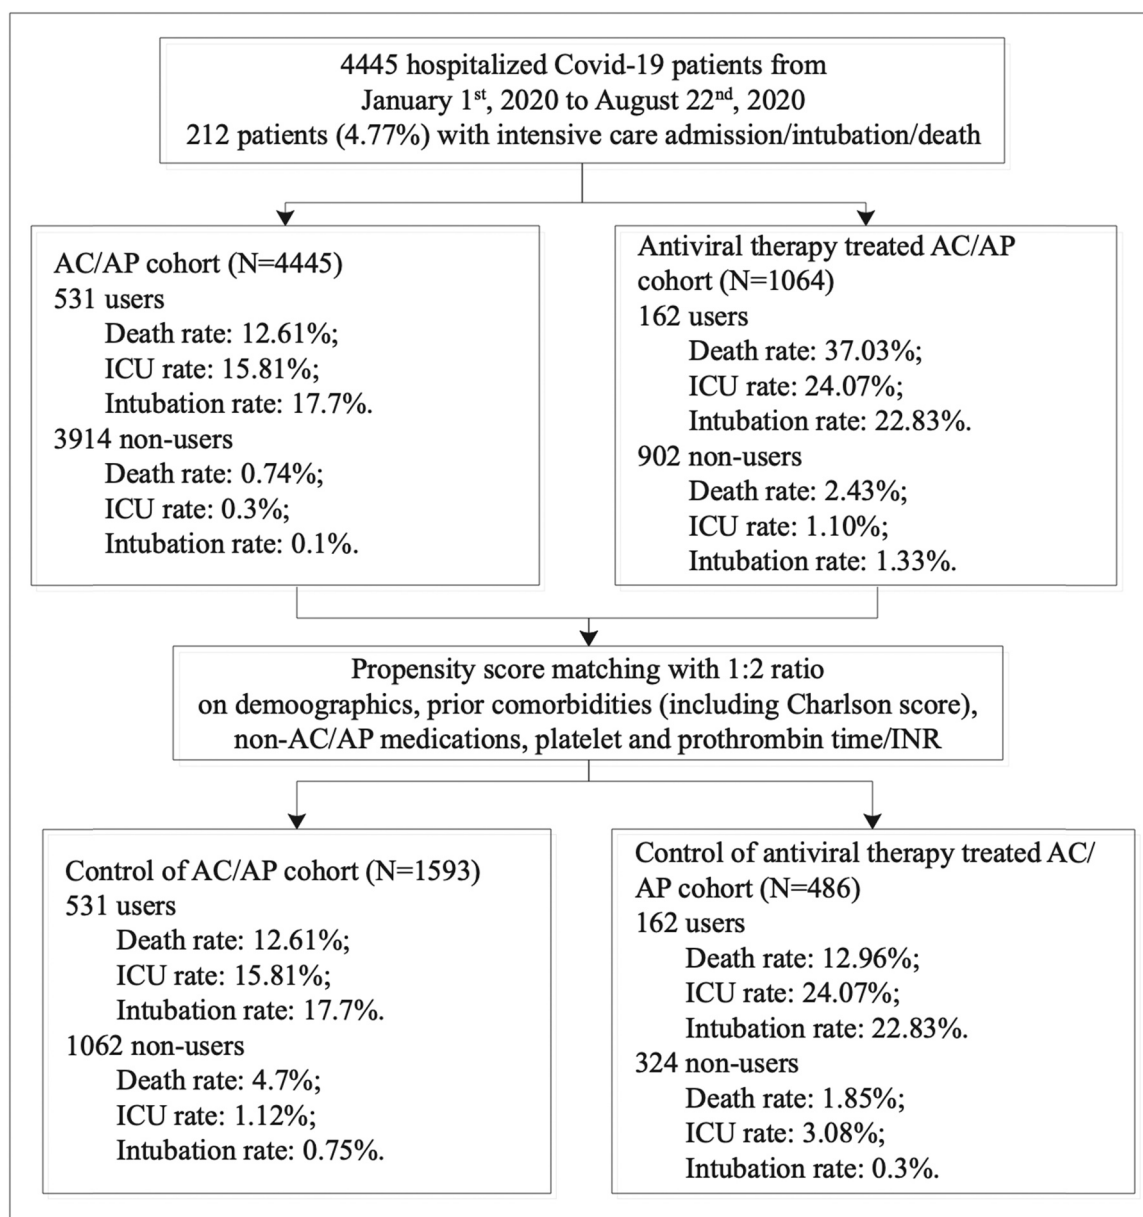 4445 hospitalized Covid-19 patients from
January 1st, 2020 to August 22nd, 2020
212 patients (4.77%) with intensive care admission/intubation/death
AC/AP cohort (N=4445)
531 users
Death rate: 12.61%;
ICU rate: 15.81%;
Intubation rate: 17.7%.
3914 non-users
Death rate: 0.74%;
ICU rate: 0.3%;
Intubation rate: 0.1%.
Antiviral therapy treated AC/AP
cohort (N=1064)
162 users
Death rate: 37.03%;
ICU rate: 24.07%;
Intubation rate: 22.83%.
902 non-users
Death rate: 2.43%;
ICU rate: 1.10%;
Intubation rate: 1.33%.
Propensity score matching with 1:2 ratio
on demoographics, prior comorbidities (including Charlson score),
non-AC/AP medications, platelet and prothrombin time/INR
Control of AC/AP cohort (N=1593)
531 users
Death rate: 12.61%;
ICU rate: 15.81%;
Intubation rate: 17.7%.
1062 non-users
Death rate: 4.7%;
ICU rate: 1.12%;
Intubation rate: 0.75%.
Control of antiviral therapy treated AC/
AP cohort (N=486)
162 users
Death rate: 12.96%;
ICU rate: 24.07%;
Intubation rate: 22.83%.
324 non-users
Death rate: 1.85%;
ICU rate: 3.08%;
Intubation rate: 0.3%.